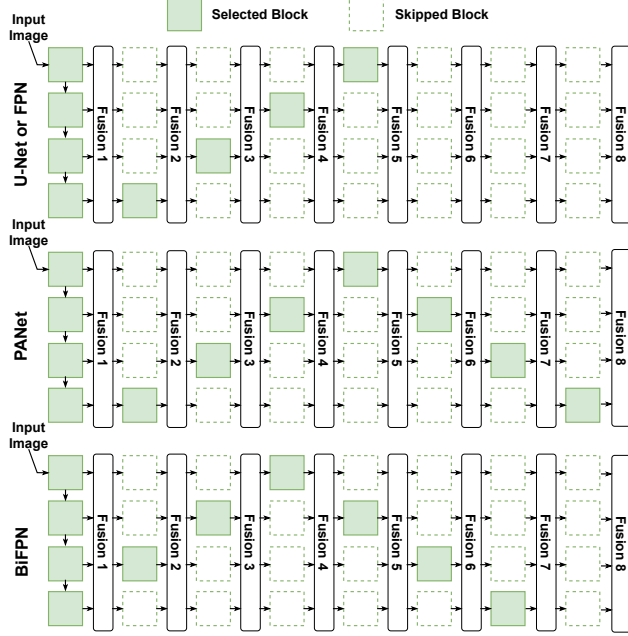 Selected Block
Skipped Block
Input
Image
U-Net or FPN
Fusion 1
Fusion 2
Fusion 3
Fusion 4
Fusion 5
Fusion 6
Fusion 7
Fusion 8
Input
Image
PANet
Fusion 1
Fusion 2
Fusion 3
Fusion 4
Fusion 5
Fusion 6
Fusion 7
Fusion 8
Input
Image
BiFPN
Fusion 1
Fusion 2
Fusion 3
Fusion 4
Fusion 5
Fusion 6
Fusion 7
Fusion 8